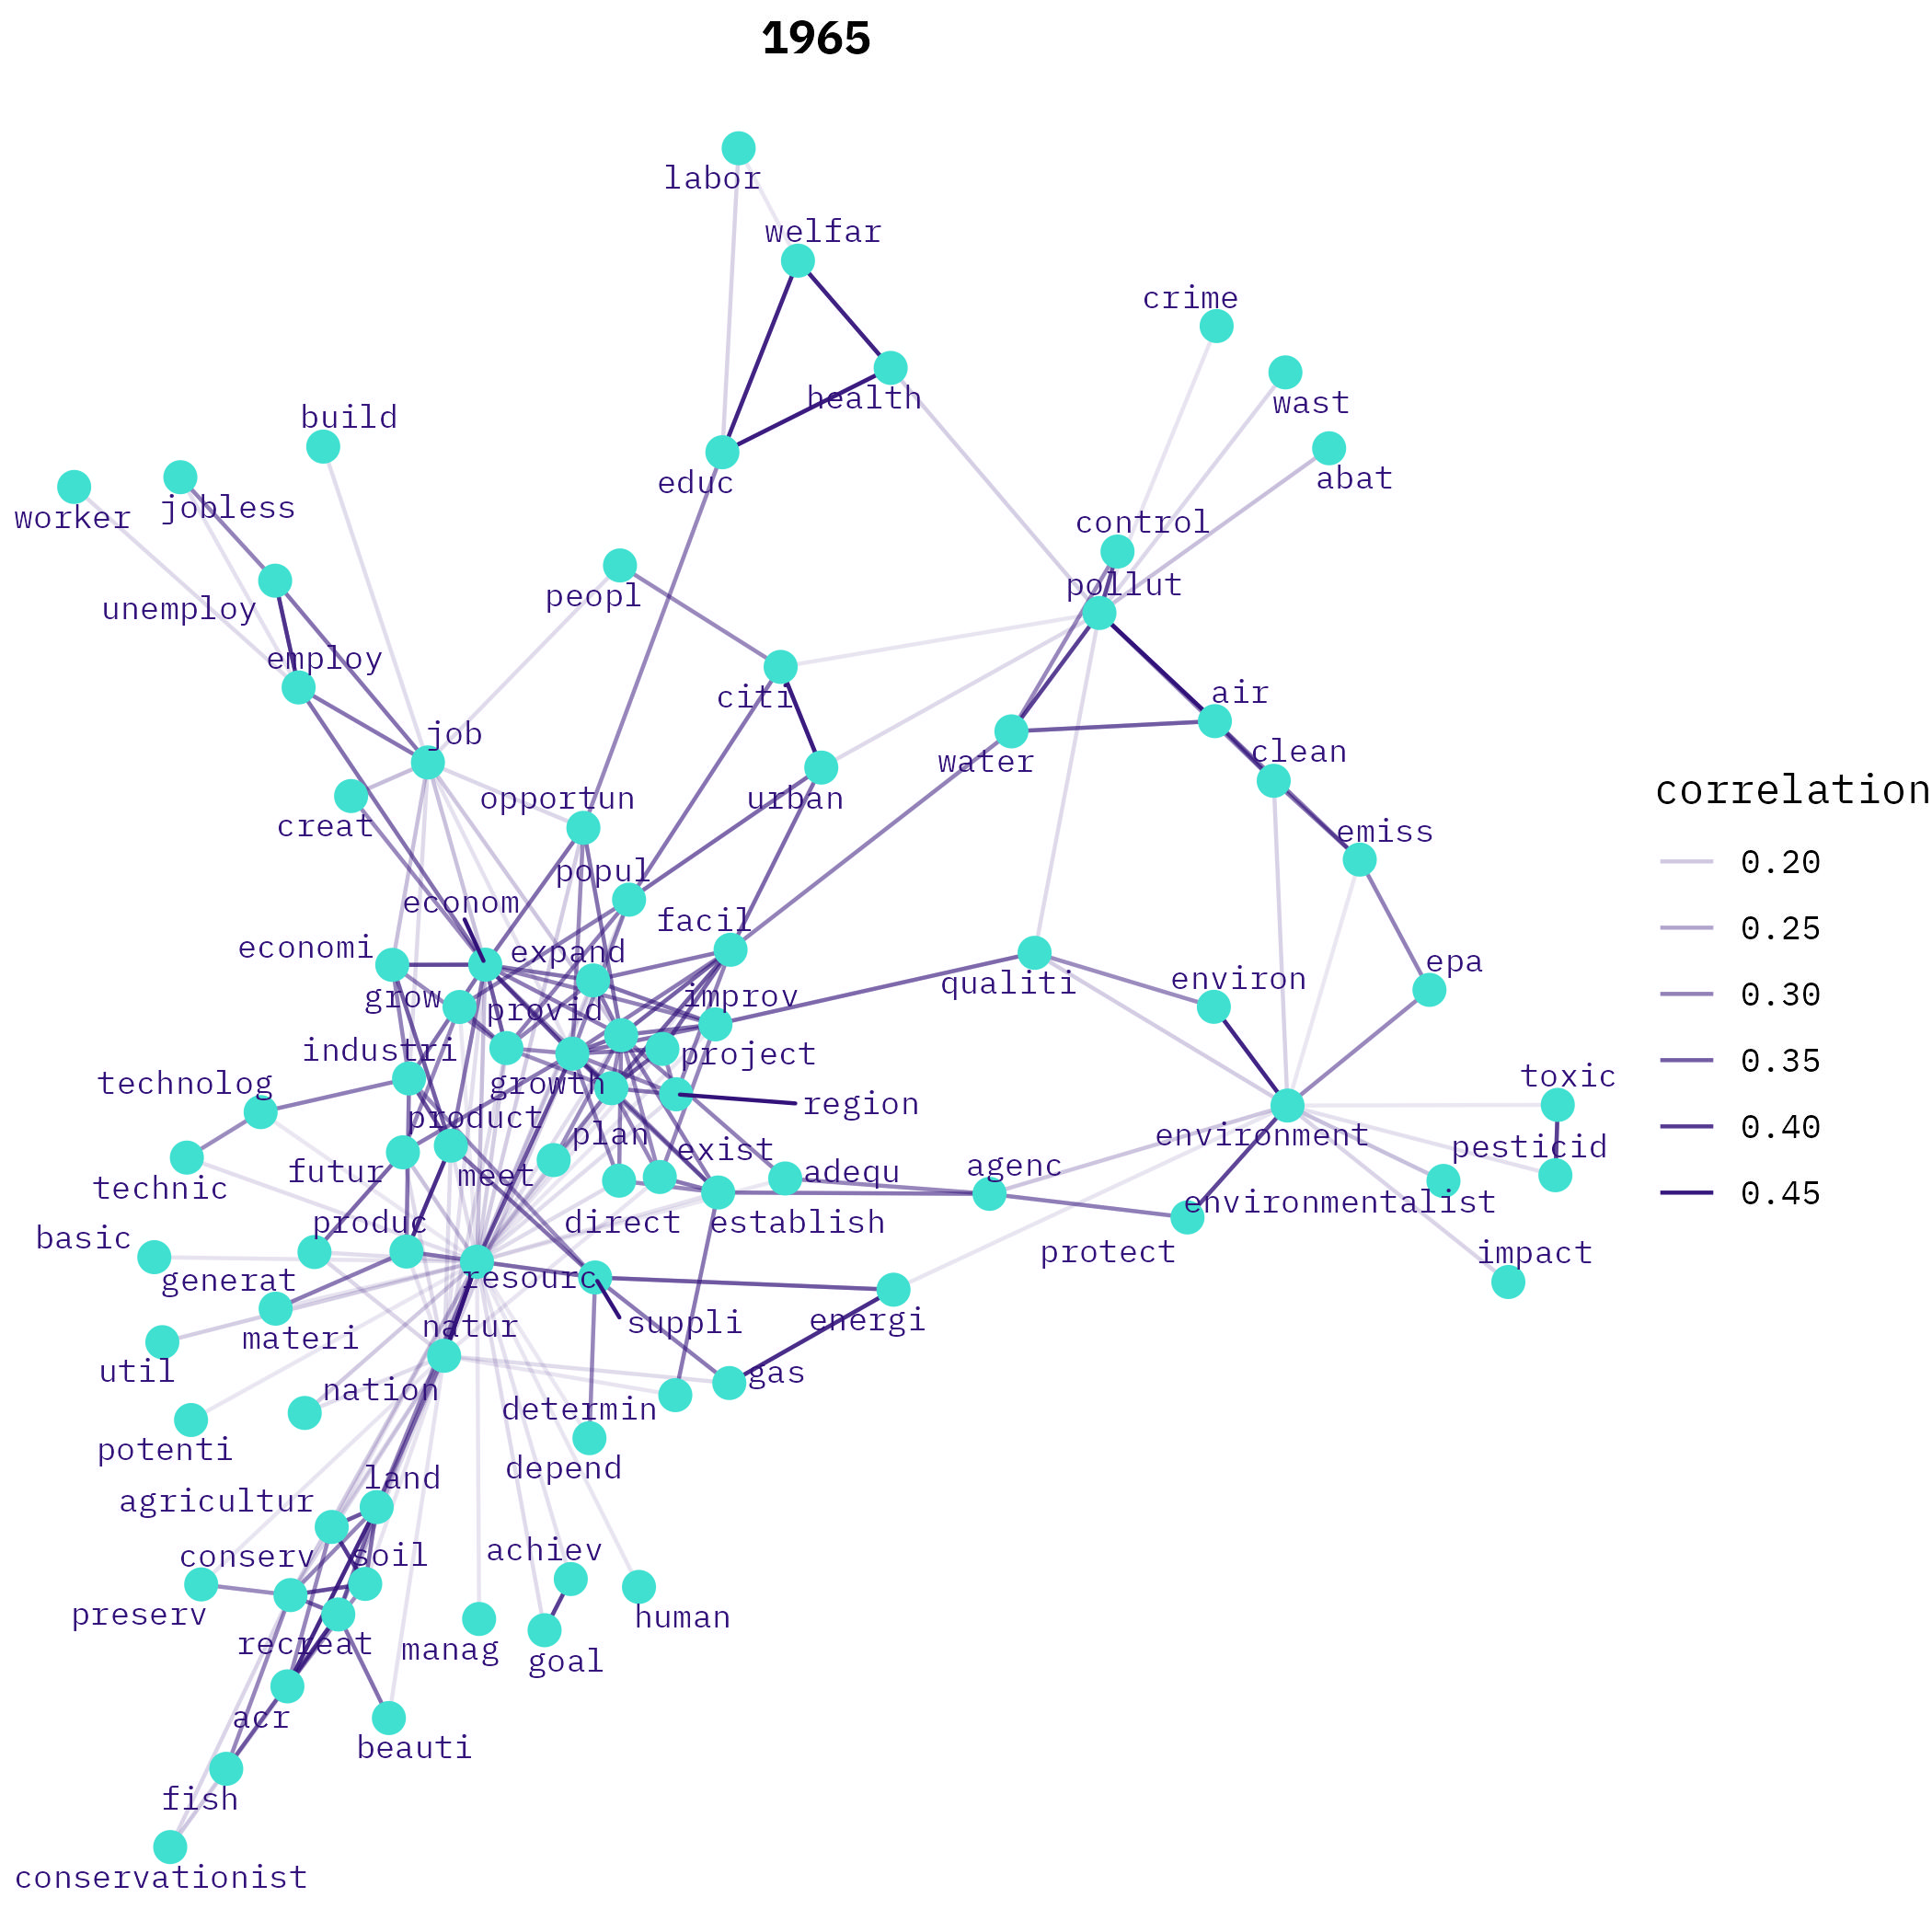 1965
labor
welfar
crime
health
wast
build
abat
educ
worker
jobless
control
pollut
peopl
unemploy
employ
citi
air
job
clean
water
opportun
urban
creat
emiss
popul
econom
facil
economi
expand
epa
environ
qualiti
grow
improv
provid
industri
project
technolog
growth
toxic
region
product
plan
environment
pesticid
exist
futur
meet
adequ
agenc
technic
environmentalist
produc
direct
establish
basic
protect
impact
generat
resourc
materi
natur
suppli
energi
util
gas
nation
determin
potenti
depend
land
agricultur
conserv
soil
achiev
preserv
human
recreat
manag
goal
acr
beauti
fish
conservationist
correlation
0.20
0.25
0.30
0.35
0.40
0.45